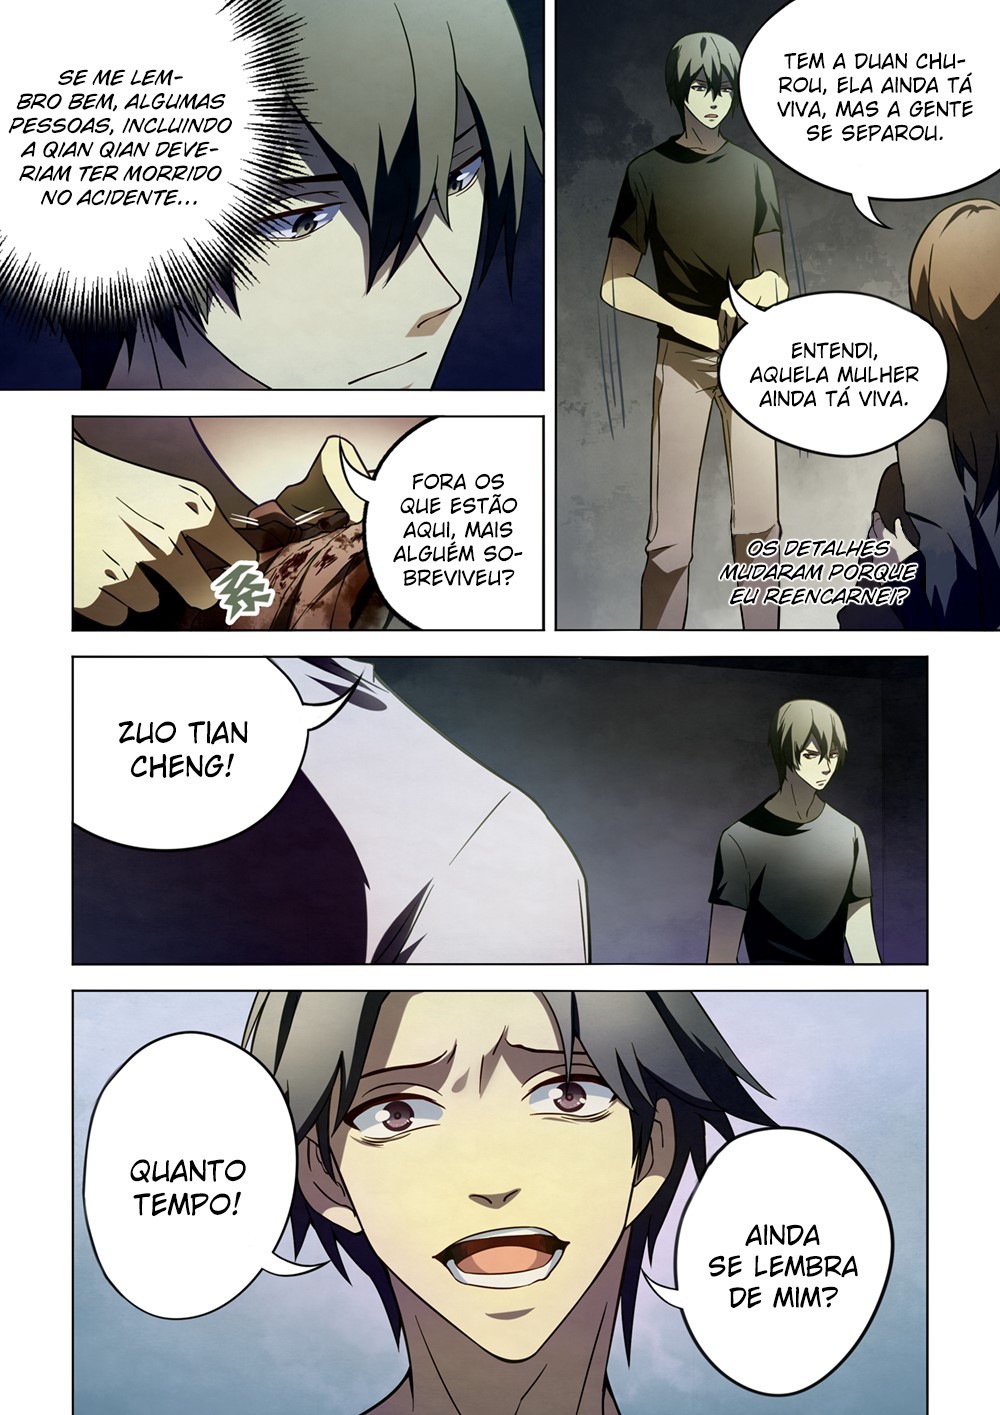 SE ME LEM-
BRO BEM, ALGUMAS
PESSOAS, INCLUINDO
A QIAN QIAN DEVE-
RIAM TER MORRIDO
NO ACIDENTE...
FORA OS
QUE ESTÃO
AQUI, MAIS
ALGUÉM SO-
BREVIVEU?
系
TEM A DUAN CHU-
ROU, ELA AINDA TÁ
VIVA, MAS A GENTE
SE SEPAROU.
ENTENDI,
AQUELA MULHER
AINDA TÁ VIVA.
OS DETALHES
MUDARAM PORQUE
EU REENCARNEI?
ZUO TIAN
CHENG!
QUANTO
TEMPO!
AINDA
SE LEMBRA
DE MIM?